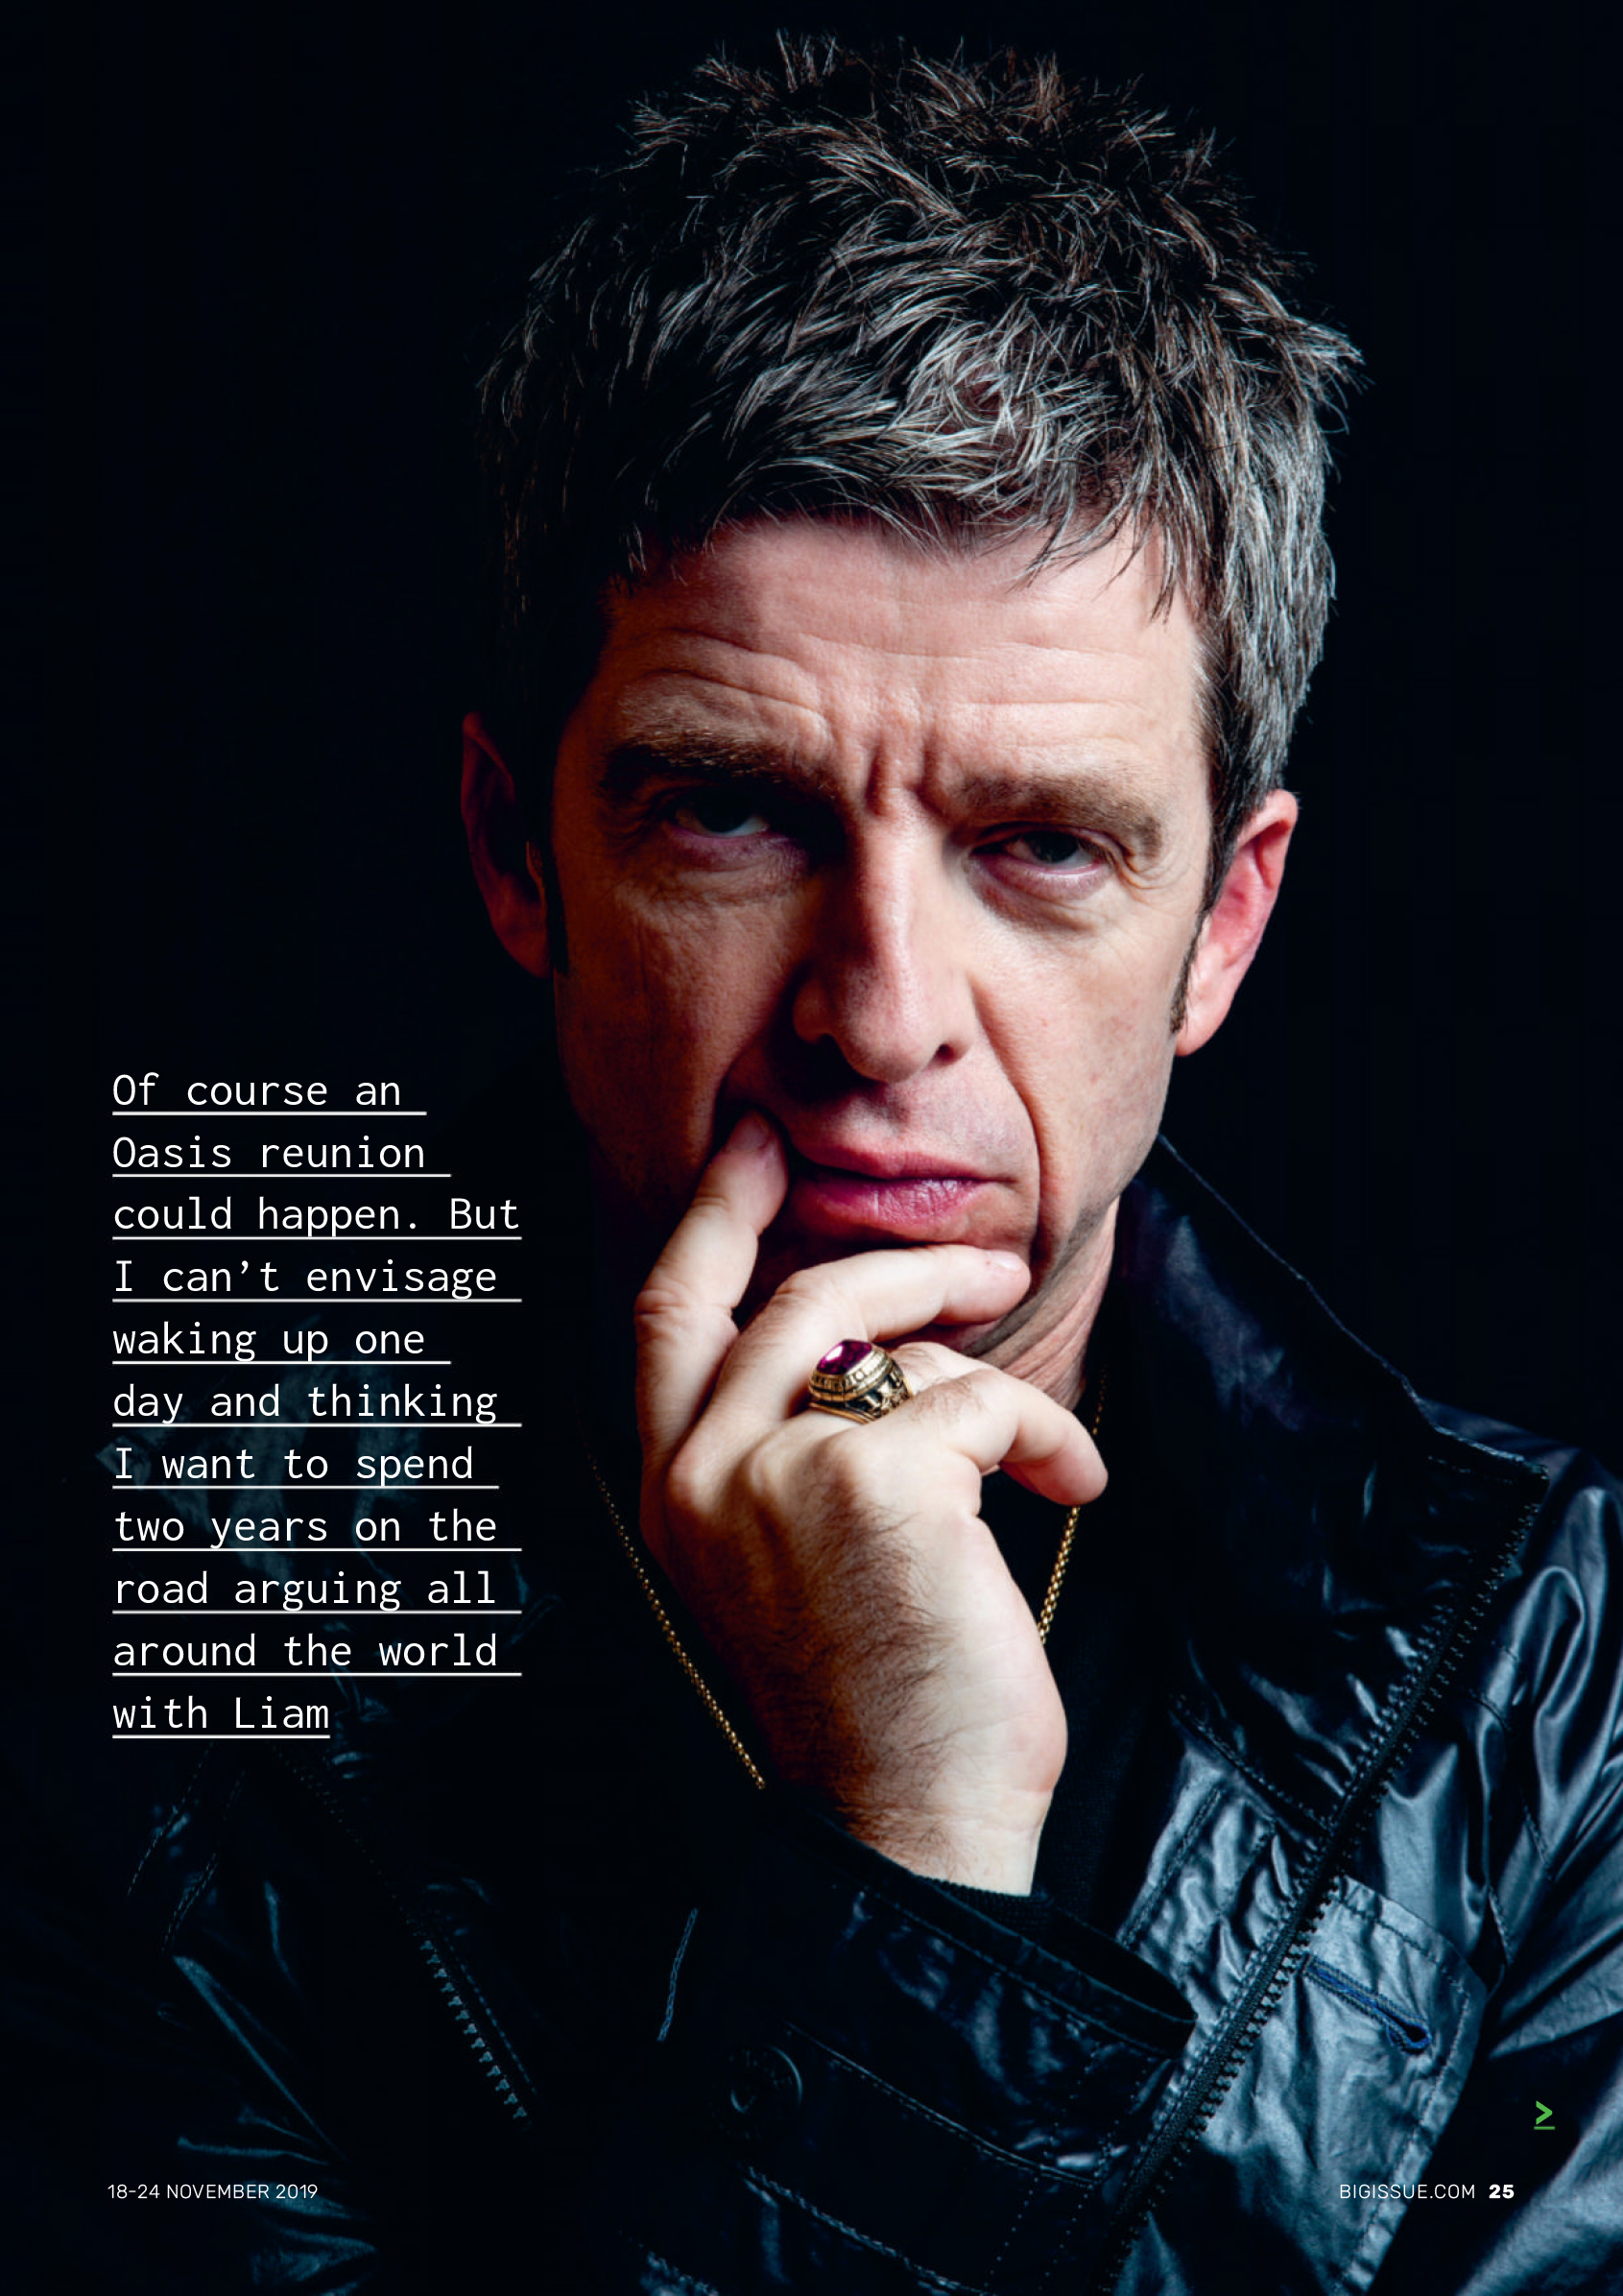 Of course an
Oasis reunion
could happen. But
I can’t envisage
waking up one
day and thinking
I want to spend
two years on the
road arguing all
around the world
with Liam
>
18-24 NOVEMBER 2019
BIGISSUE.COM 25